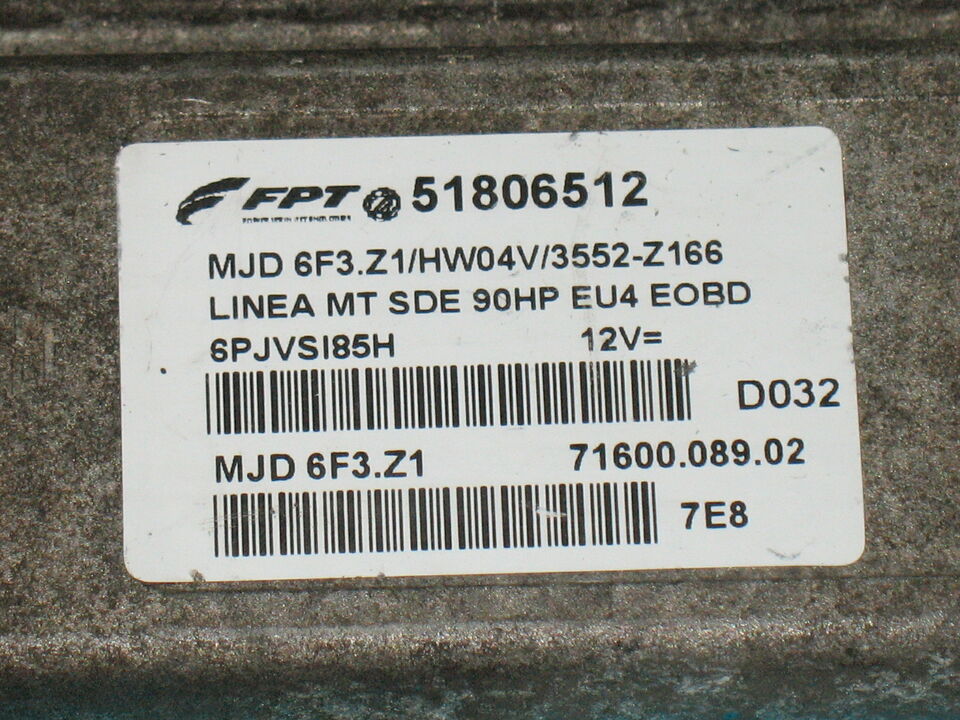 FPT 51806512
MJD 6F3.Z1/HW04V/3552-Z166
LINEA MT SDE 90HP EU4 EOBD
6PJVSI85H 12V=
D032
MJD 6F3.Z1 71600.089.02
7E8